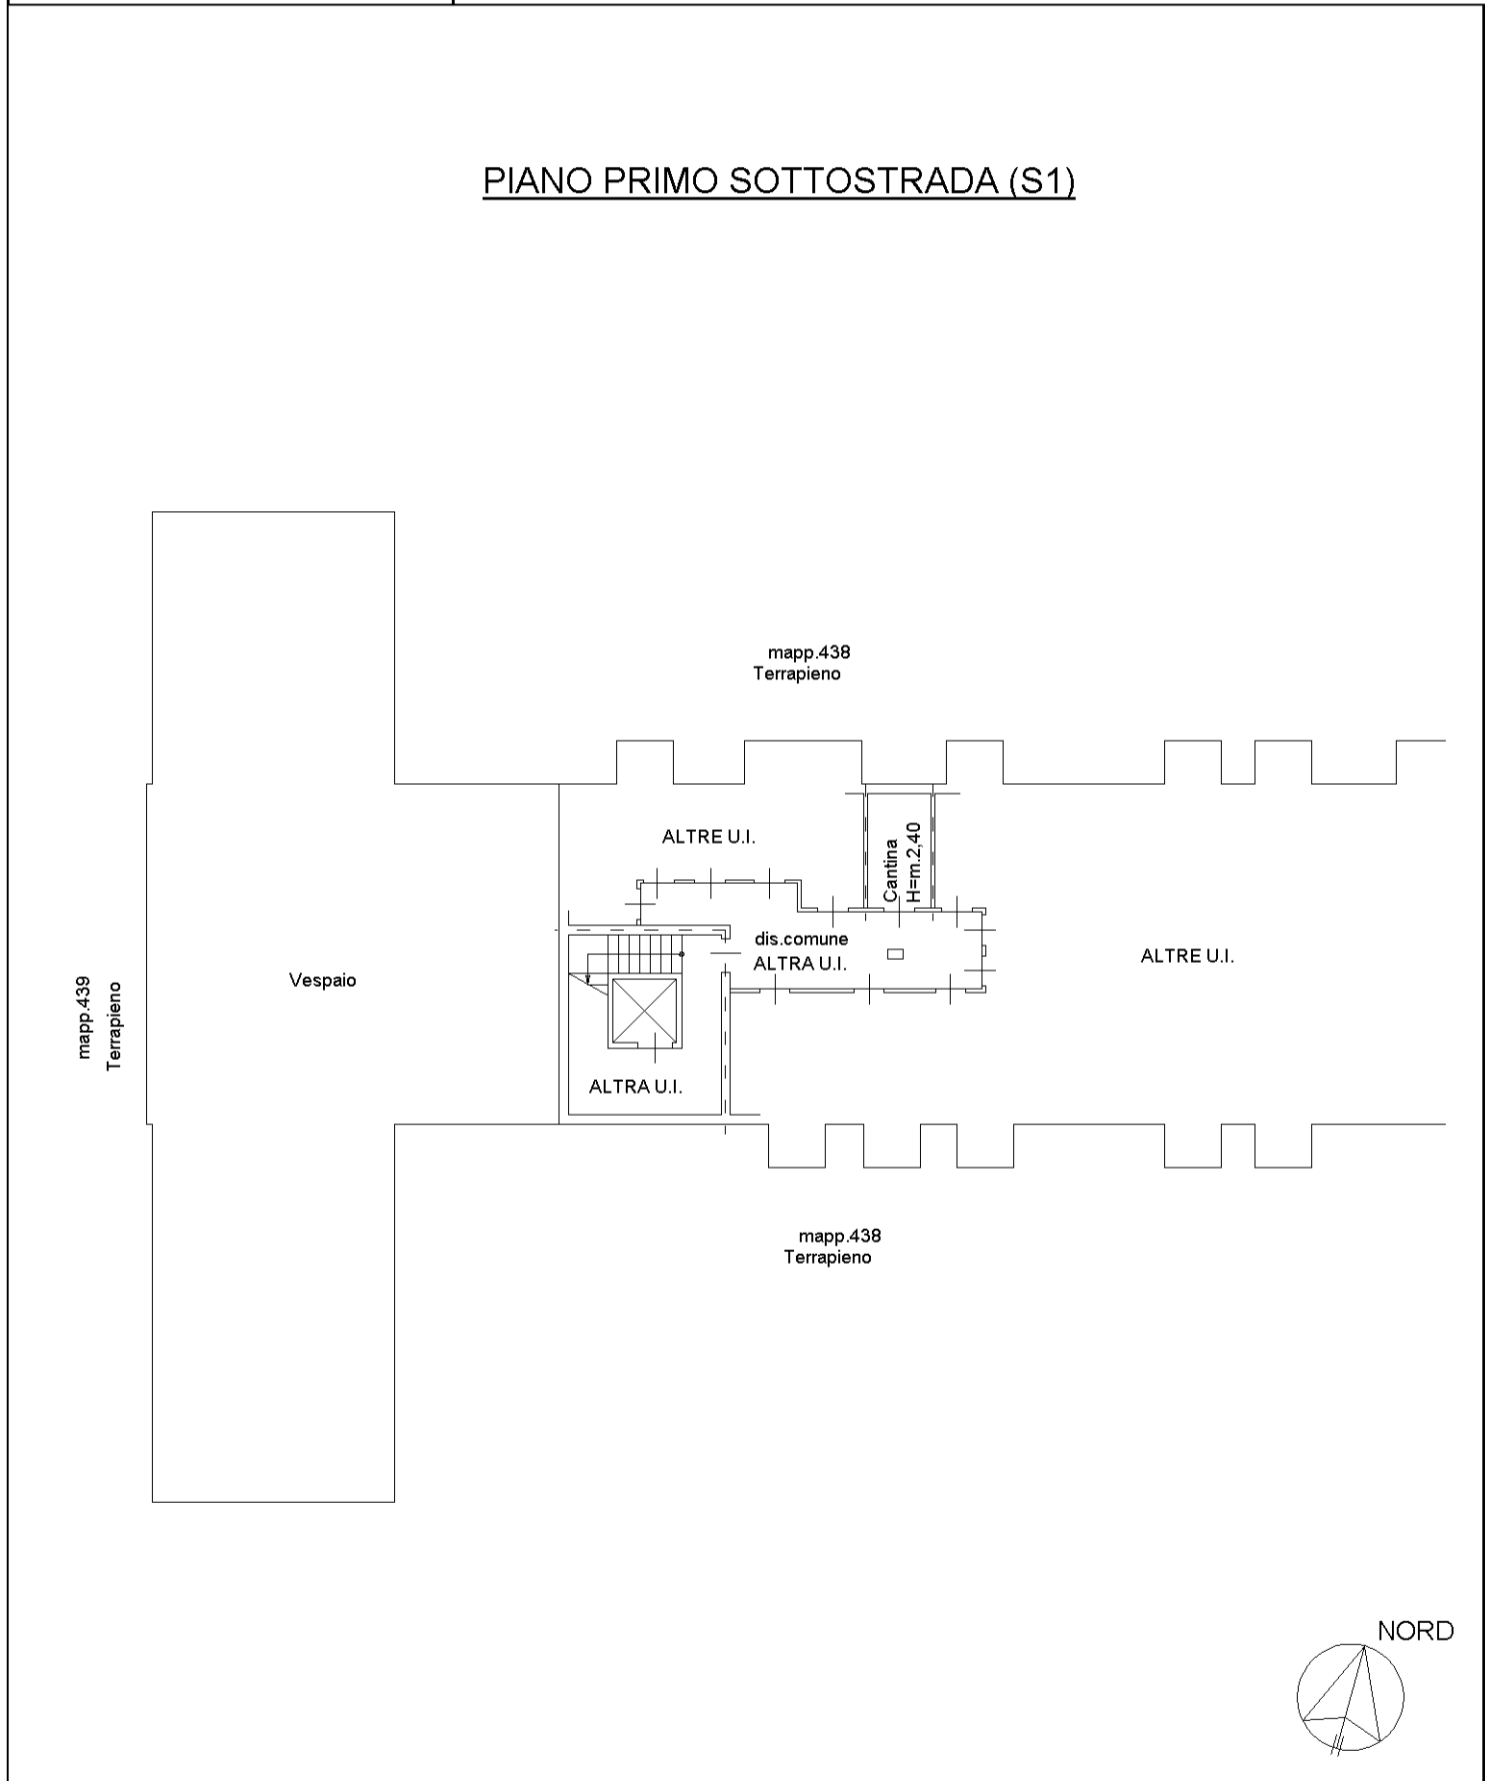 PIANO PRIMO SOTTOSTRADA (S1)
mapp.438
Terrapieno
ALTRE U.I.
Cantina
H=m.2,40
dis.comune
ALTRA U.I.
ALTRE U.I.
Vespaio
mapp.439
Terrapieno
ALTRA U.I.
mapp.438
Terrapieno
NORD